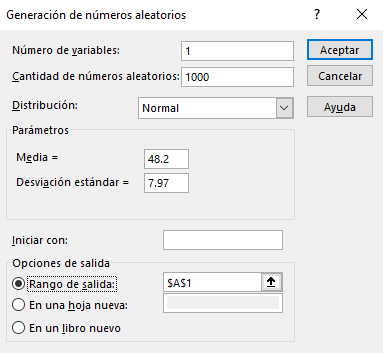 Generación de números aleatorios ? ×
Número de variables: 1 Aceptar
Cantidad de números aleatorios: 1000 Cancelar
Distribución: Normal Ayuda
Parámetros
Media = 48.2
Desviación estándar = 7.97
Iniciar con:
Opciones de salida
Rango de salida: $A$1
En una hoja nueva:
En un libro nuevo